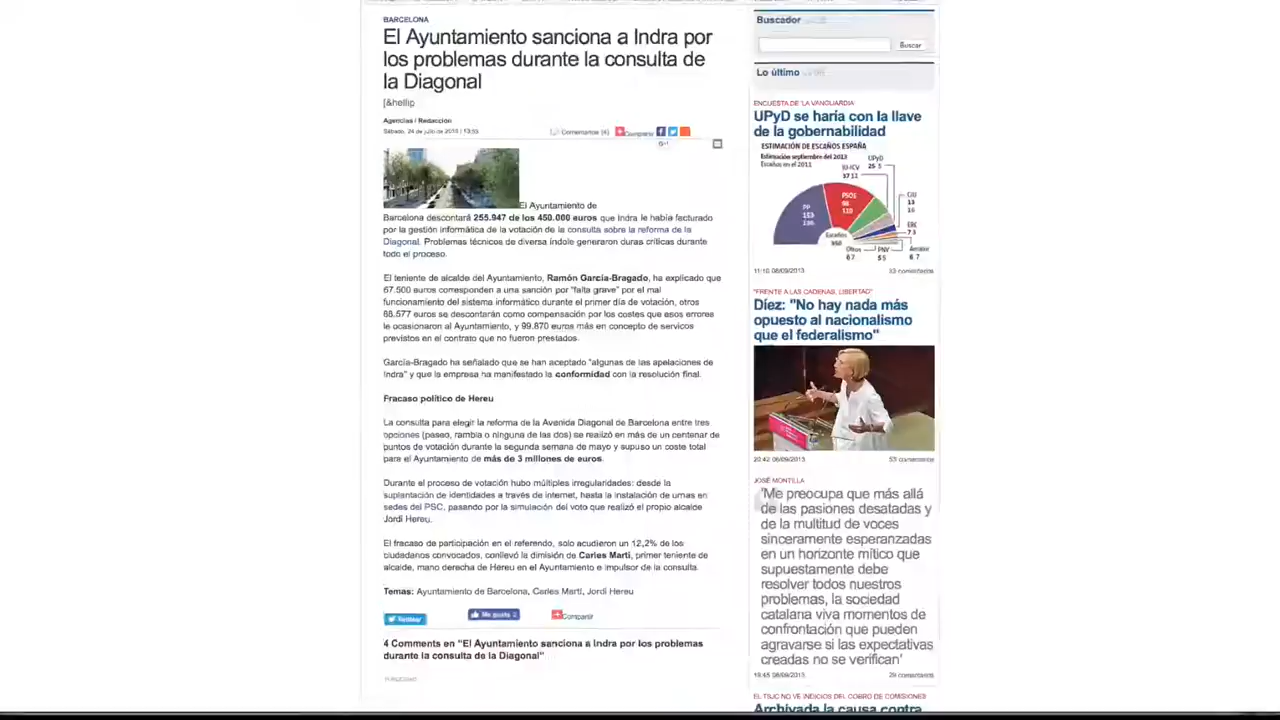 BARCELONA
El Ayuntamiento sanciona a Indra por
los problemas durante la consulta de
la Diagonal
[&hellip
Agencias / Redacción
Sábado, 24 de julio de 2010 | 13:53
Comentarios (4)
Compartir
El Ayuntamiento de
Barcelona descontará 255.947 de los 450.000 euros que Indra le había facturado
por la gestión informática de la votación de la consulta sobre la reforma de la
Diagonal. Problemas técnicos de diversa índole generaron duras críticas durante
todo el proceso.
El teniente de alcalde del Ayuntamiento, Ramón García-Bragado, ha explicado que
67.500 euros corresponden a una sanción por "falta grave" por el mal
funcionamiento del sistema informático durante el primer día de votación, otros
88.577 euros se descontarán como compensación por los costes que esos errores
le ocasionaron al Ayuntamiento, y 99.870 euros más en concepto de servicios
previstos en el contrato que no fueron prestados.
García-Bragado ha señalado que se han aceptado "algunas de las apelaciones de
Indra" y que la empresa ha manifestado la conformidad con la resolución final.
Fracaso político de Hereu
La consulta para elegir la reforma de la Avenida Diagonal de Barcelona entre tres
opciones (paseo, rambla o ninguna de las dos) se realizó en más de un centenar de
puntos de votación durante la segunda semana de mayo y supuso un coste total
para el Ayuntamiento de más de 3 millones de euros.
Durante el proceso de votación hubo múltiples irregularidades: desde la
suplantación de identidades a través de internet, hasta la instalación de urnas en
sedes del PSC, pasando por la simulación del voto que realizó el propio alcalde
Jordi Hereu.
El fracaso de participación en el referendo, solo acudieron un 12,2% de los
ciudadanos convocados, conllevó la dimisión de Carles Martí, primer teniente de
alcalde, mano derecha de Hereu en el Ayuntamiento e impulsor de la consulta.
Temas: Ayuntamiento de Barcelona, Carles Martí, Jordi Hereu
Twittear
Me gusta
Compartir
4 Comments en "El Ayuntamiento sanciona a Indra por los problemas
durante la consulta de la Diagonal"
PUBLICIDAD
Buscador
Buscar
Lo último
ENCUESTA DE 'LA VANGUARDIA'
UPyD se haría con la llave
de la gobernabilidad
ESTIMACIÓN DE ESCAÑOS ESPAÑA
Estimación septiembre del 2013
Escaños en el 2011
UPyD
IU-ICV
PSOE
PP
CiU
ERC
Amaiur
PNV
Otros
11:10 08/09/2013
"FRENTE A LAS CADENAS, LIBERTAD"
Díez: "No hay nada más
opuesto al nacionalismo
que el federalismo"
20:42 06/09/2013
53 comentarios
JOSÉ MONTILLA
'Me preocupa que más allá
de las pasiones desatadas y
de la multitud de voces
sinceramente esperanzadas
en un horizonte mítico que
supuestamente debe
resolver todos nuestros
problemas, la sociedad
catalana viva momentos de
confrontación que pueden
agravarse si las expectativas
creadas no se verifican'
comentarios
EL TSJC NO VE INDICIOS DEL COBRO DE COMISIONES
Archivada la causa contra